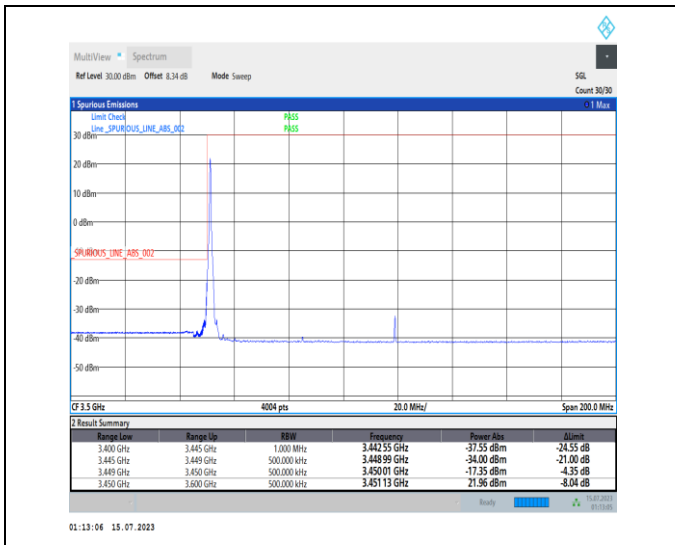 MultiView Spectrum
Ref Level 30.00 dBm Offset 8.34 dB Mode Sweep SGL
Count 30/30
1 Spurious Emissions 1 Max
Limit Check PASS
Line _SPURIOUS_LINE_ABS_002 PASS
30 dBm
20 dBm
10 dBm
0 dBm
_SPURIOUS_LINE_ABS_002
-20 dBm
-30 dBm
-40 dBm
-50 dBm
CF 3.5 GHz 4004 pts 20.0 MHz/ Span 200.0 MHz
2 Result Summary
Range Low Range Up RBW Frequency Power Abs ΔLimit
3.400 GHz 3.445 GHz 1.000 MHz 3.442 55 GHz -37.55 dBm -24.55 dB
3.445 GHz 3.449 GHz 500.000 kHz 3.448 99 GHz -34.00 dBm -21.00 dB
3.449 GHz 3.450 GHz 500.000 kHz 3.450 01 GHz -17.35 dBm -4.35 dB
3.450 GHz 3.600 GHz 500.000 kHz 3.451 13 GHz 21.96 dBm -8.04 dB
Ready 15.07.2023
01:13:05
01:13:06 15.07.2023